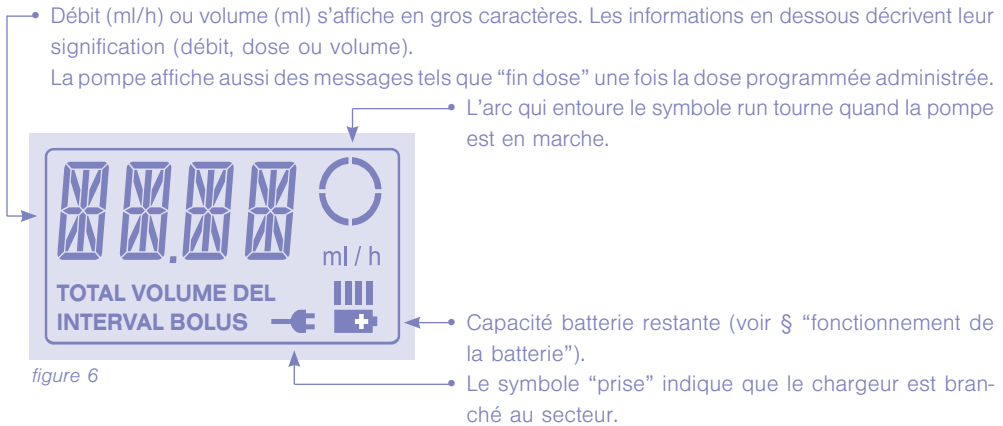 • Débit (ml/h) ou volume (ml) s’affiche en gros caractères. Les informations en dessous décrivent leur
signification (débit, dose ou volume).
La pompe affiche aussi des messages tels que “fin dose” une fois la dose programmée administrée.
• L’arc qui entoure le symbole run tourne quand la pompe
est en marche.
ml / h
TOTAL VOLUME DEL
INTERVAL BOLUS
• Capacité batterie restante (voir § “fonctionnement de
la batterie”).
figure 6
• Le symbole “prise” indique que le chargeur est bran-
ché au secteur.